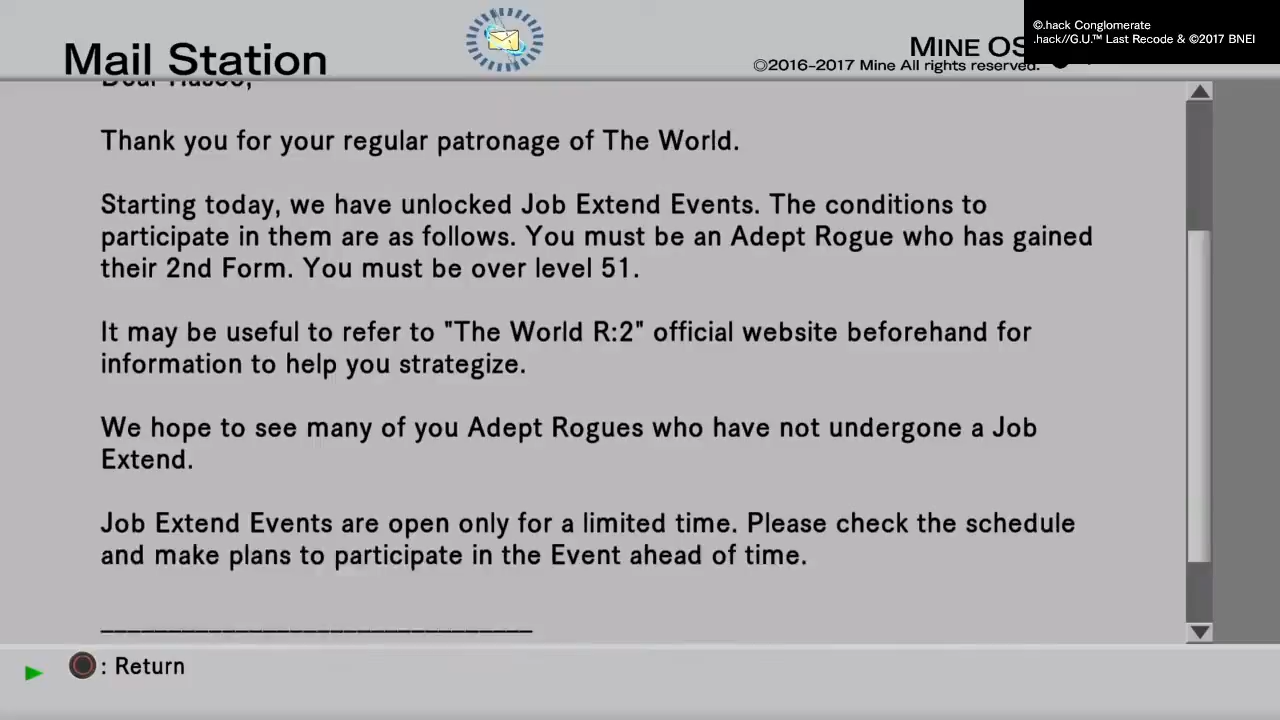 Mail Station
MINE OS
©2016-2017 Mine All rights reserved.
©.hack Conglomerate
.hack//G.U.™ Last Recode & ©2017 BNEI
Thank you for your regular patronage of The World.
Starting today, we have unlocked Job Extend Events. The conditions to
participate in them are as follows. You must be an Adept Rogue who has gained
their 2nd Form. You must be over level 51.
It may be useful to refer to "The World R:2" official website beforehand for
information to help you strategize.
We hope to see many of you Adept Rogues who have not undergone a Job
Extend.
Job Extend Events are open only for a limited time. Please check the schedule
and make plans to participate in the Event ahead of time.
________________________________
: Return